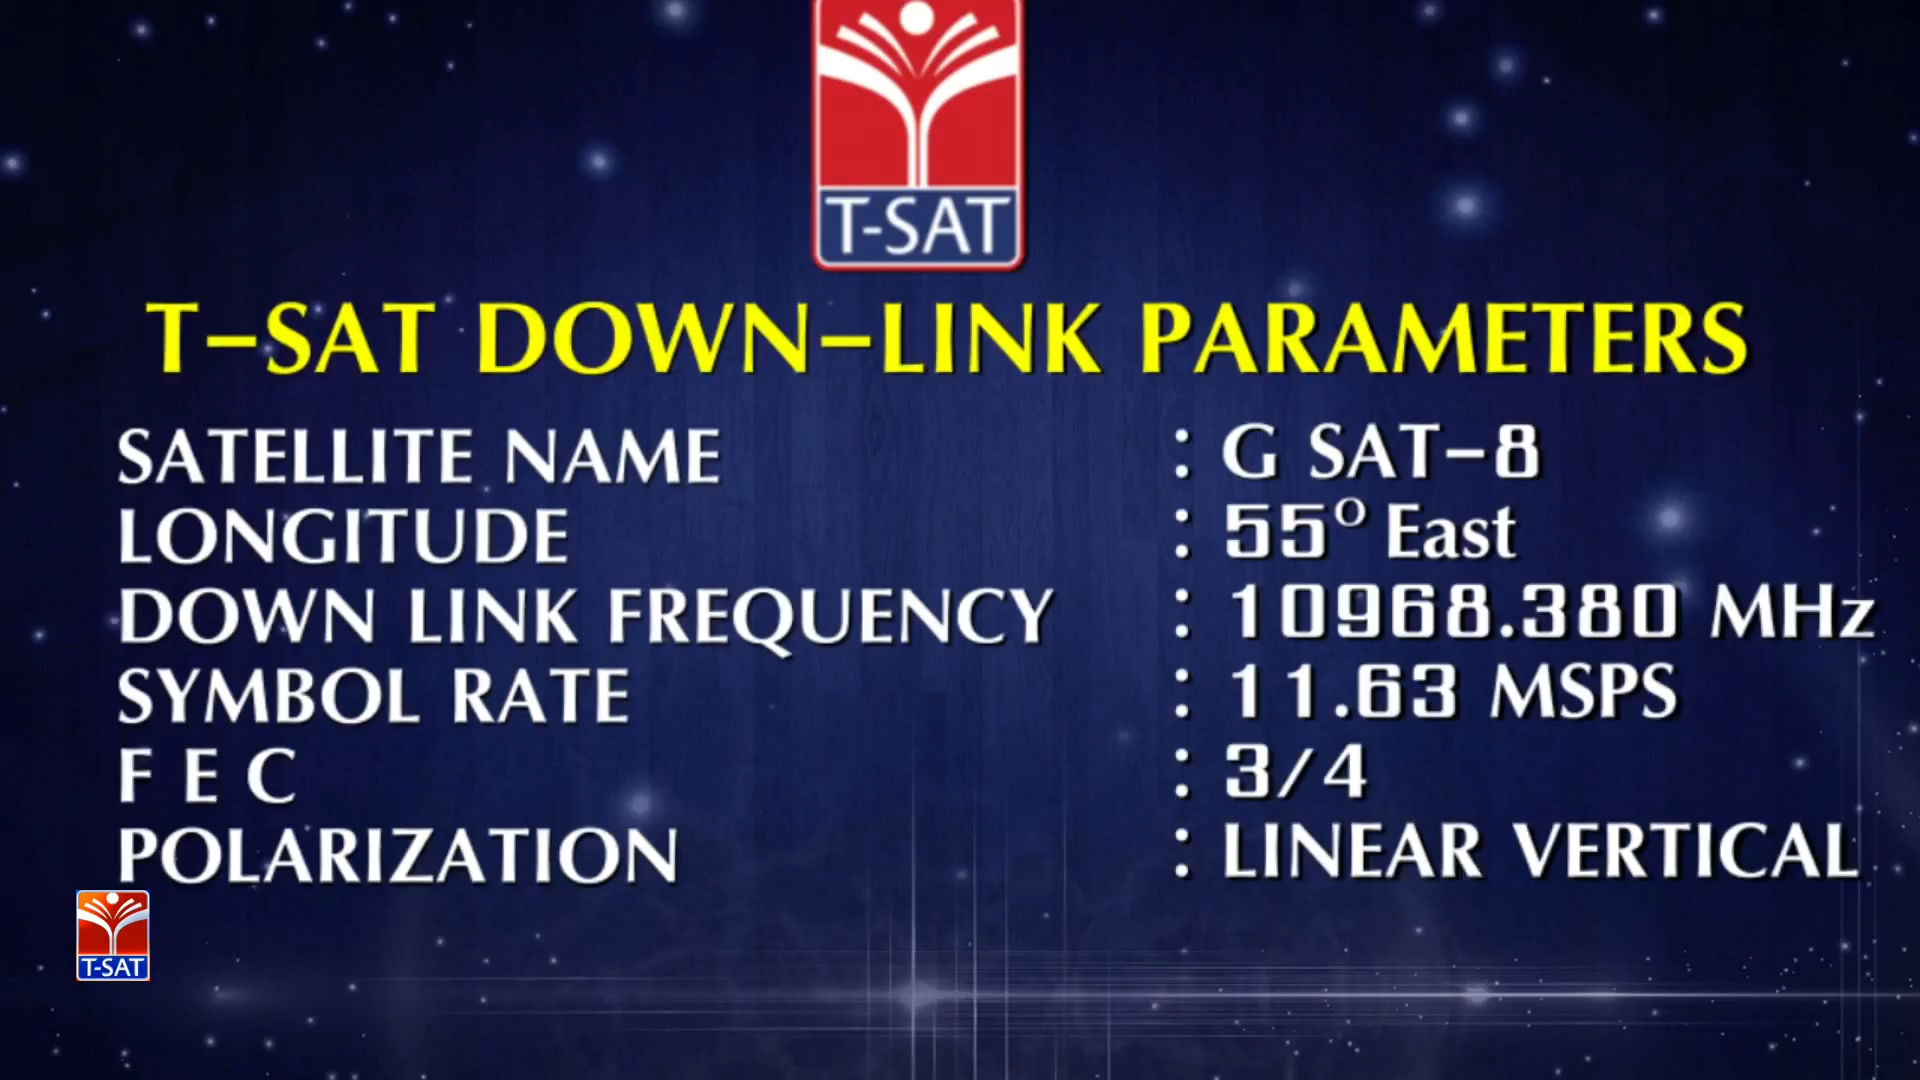 T-SAT
T-SAT DOWN-LINK PARAMETERS
SATELLITE NAME : G SAT-8
LONGITUDE : 55° East
DOWN LINK FREQUENCY : 10968.380 MHz
SYMBOL RATE : 11.63 MSPS
F E C : 3/4
POLARIZATION : LINEAR VERTICAL
T-SAT